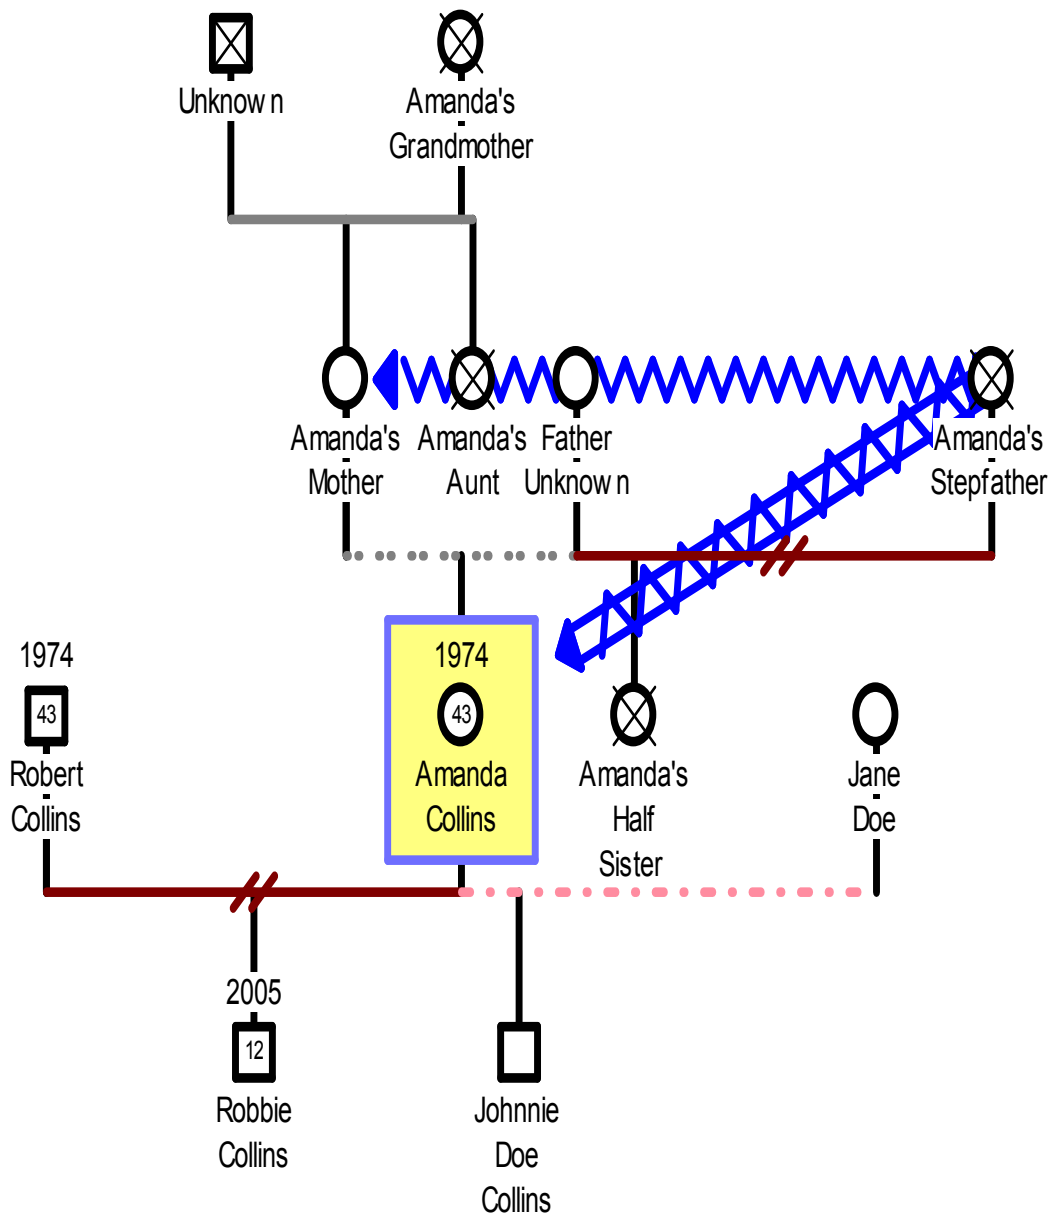 Unknown
Amanda's
Grandmother
Amanda's
Mother
Amanda's
Aunt
Father
Unknown
Amanda's
Stepfather
1974
43
Robert
Collins
1974
43
Amanda
Collins
Amanda's
Half
Sister
Jane
Doe
2005
12
Robbie
Collins
Johnnie
Doe
Collins